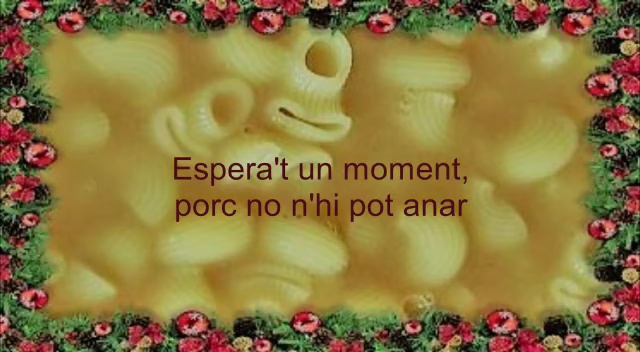 Espera't un moment,
porc no n'hi pot anar